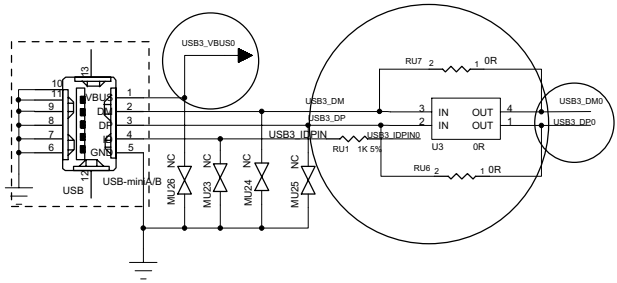 USB3_VBUS0
13
10
11
9
8
7
6
VBUS
DM
DP
GND
1
2
3
4
5
12
USB
USB-miniA/B
MU26 NC
MU23 NC
MU24 NC
MU25 NC
USB3_DM
USB3_DP
USB3_IDPIN
USB3_IDPIN0
RU1 1K 5%
RU7 2 1 0R
3 IN OUT 4
2 IN OUT 1
U3 0R
RU6 2 1 0R
USB3_DM0
USB3_DP0